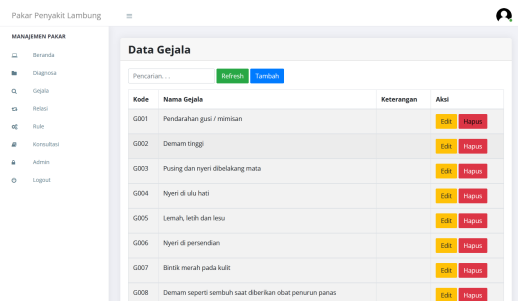 Pakar Penyakit Lambung
MANAJEMEN PAKAR
Beranda
Diagnosa
Gejala
Relasi
Rule
Konsultasi
Admin
Logout
Data Gejala
Pencarian. . . Refresh Tambah
Kode Nama Gejala Keterangan Aksi
G001 Pendarahan gusi / mimisan Edit Hapus
G002 Demam tinggi Edit Hapus
G003 Pusing dan nyeri dibelakang mata Edit Hapus
G004 Nyeri di ulu hati Edit Hapus
G005 Lemah, letih dan lesu Edit Hapus
G006 Nyeri di persendian Edit Hapus
G007 Bintik merah pada kulit Edit Hapus
G008 Demam seperti sembuh saat diberikan obat penurun panas Edit Hapus